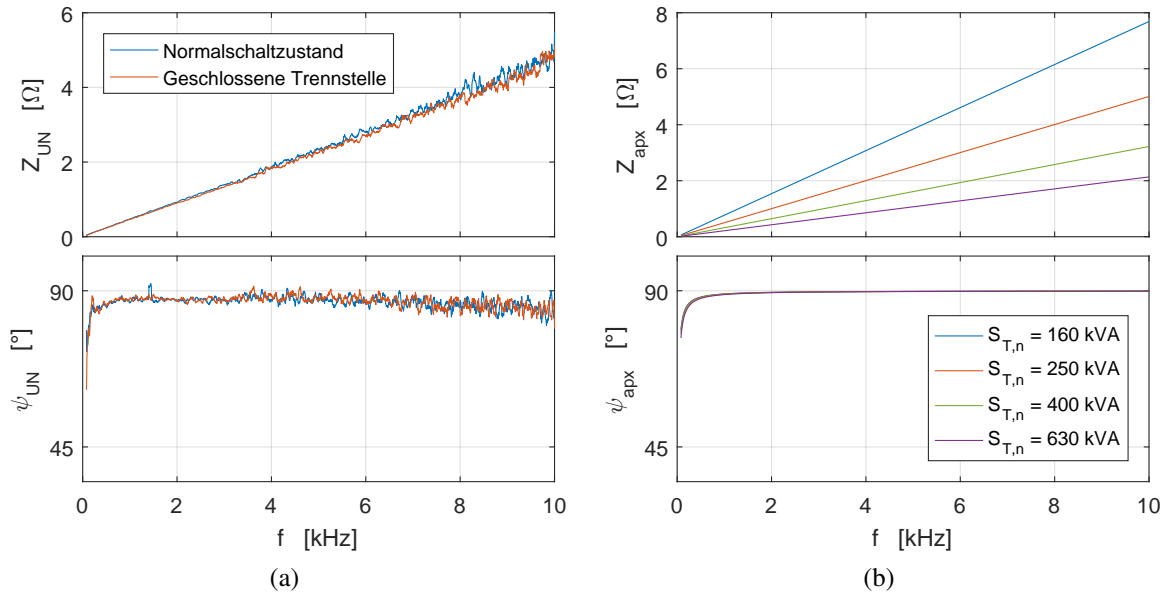 6
4
2
0
Z_UN [Ω]
Normalschaltzustand
Geschlossene Trennstelle
90
45
ψ_UN [°]
0 2 4 6 8 10
f [kHz]
(a)
8
6
4
2
0
Z_apx [Ω]
90
45
ψ_apx [°]
S_T,n = 160 kVA
S_T,n = 250 kVA
S_T,n = 400 kVA
S_T,n = 630 kVA
0 2 4 6 8 10
f [kHz]
(b)